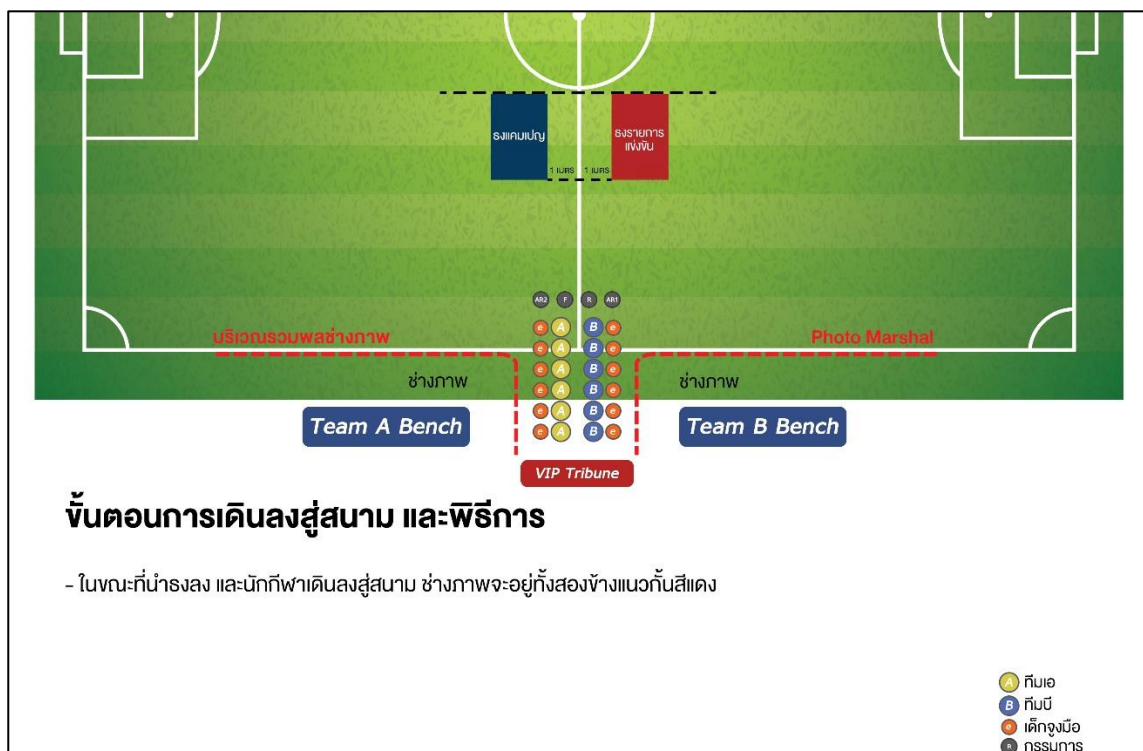 ธงแคมเปญ
ธงรายการ
แข่งขัน
1 เมตร 1 เมตร
AR2 F R AR1
e A B e
บริเวณรวมพลช่างภาพ
Photo Marshal
e A B e
e A B e
ช่างภาพ
ช่างภาพ
e A B e
e A B e
Team A Bench
Team B Bench
e A B e
VIP Tribune
ขั้นตอนการเดินลงสู่สนาม และพิธีการ
- ในขณะที่นำธงลง และนักกีฬาเดินลงสู่สนาม ช่างภาพจะอยู่ทั้งสองข้างแนวกั้นสีแดง
A ทีมเอ
B ทีมบี
e เด็กจูงมือ
R กรรมการ